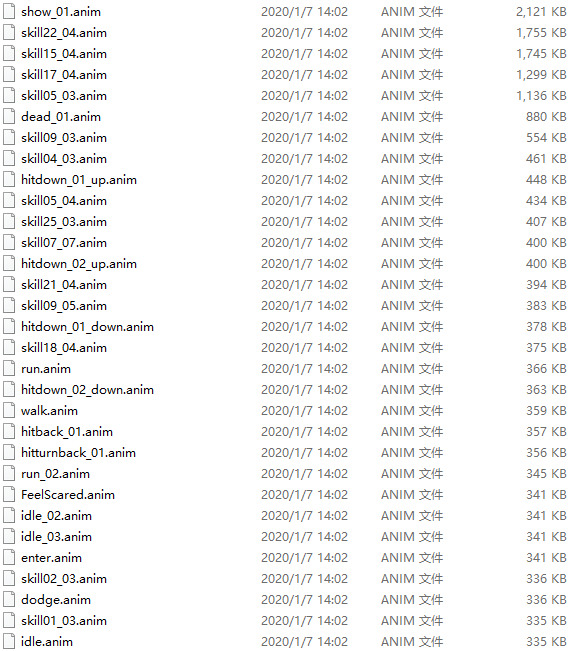 show_01.anim 2020/1/7 14:02 ANIM 文件 2,121 KB
skill22_04.anim 2020/1/7 14:02 ANIM 文件 1,755 KB
skill15_04.anim 2020/1/7 14:02 ANIM 文件 1,745 KB
skill17_04.anim 2020/1/7 14:02 ANIM 文件 1,299 KB
skill05_03.anim 2020/1/7 14:02 ANIM 文件 1,136 KB
dead_01.anim 2020/1/7 14:02 ANIM 文件 880 KB
skill09_03.anim 2020/1/7 14:02 ANIM 文件 554 KB
skill04_03.anim 2020/1/7 14:02 ANIM 文件 461 KB
hitdown_01_up.anim 2020/1/7 14:02 ANIM 文件 448 KB
skill05_04.anim 2020/1/7 14:02 ANIM 文件 434 KB
skill25_03.anim 2020/1/7 14:02 ANIM 文件 407 KB
skill07_07.anim 2020/1/7 14:02 ANIM 文件 400 KB
hitdown_02_up.anim 2020/1/7 14:02 ANIM 文件 400 KB
skill21_04.anim 2020/1/7 14:02 ANIM 文件 394 KB
skill09_05.anim 2020/1/7 14:02 ANIM 文件 383 KB
hitdown_01_down.anim 2020/1/7 14:02 ANIM 文件 378 KB
skill18_04.anim 2020/1/7 14:02 ANIM 文件 375 KB
run.anim 2020/1/7 14:02 ANIM 文件 366 KB
hitdown_02_down.anim 2020/1/7 14:02 ANIM 文件 363 KB
walk.anim 2020/1/7 14:02 ANIM 文件 359 KB
hitback_01.anim 2020/1/7 14:02 ANIM 文件 357 KB
hitturnback_01.anim 2020/1/7 14:02 ANIM 文件 356 KB
run_02.anim 2020/1/7 14:02 ANIM 文件 345 KB
FeelScared.anim 2020/1/7 14:02 ANIM 文件 341 KB
idle_02.anim 2020/1/7 14:02 ANIM 文件 341 KB
idle_03.anim 2020/1/7 14:02 ANIM 文件 341 KB
enter.anim 2020/1/7 14:02 ANIM 文件 341 KB
skill02_03.anim 2020/1/7 14:02 ANIM 文件 336 KB
dodge.anim 2020/1/7 14:02 ANIM 文件 336 KB
skill01_03.anim 2020/1/7 14:02 ANIM 文件 335 KB
idle.anim 2020/1/7 14:02 ANIM 文件 335 KB